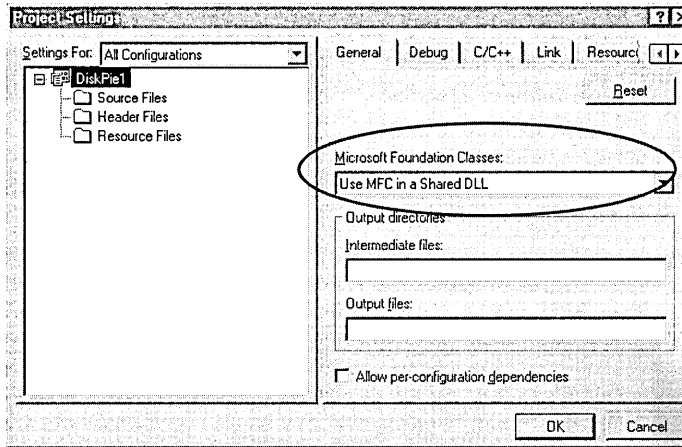 Project Settings
Settings For: All Configurations
DiskPie1
Source Files
Header Files
Resource Files
General Debug C/C++ Link
Reset
Microsoft Foundation Classes:
Use MFC in a Shared DLL
Output directories
Intermediate files:
Output files:
Allow per-configuration dependencies
OK Cancel